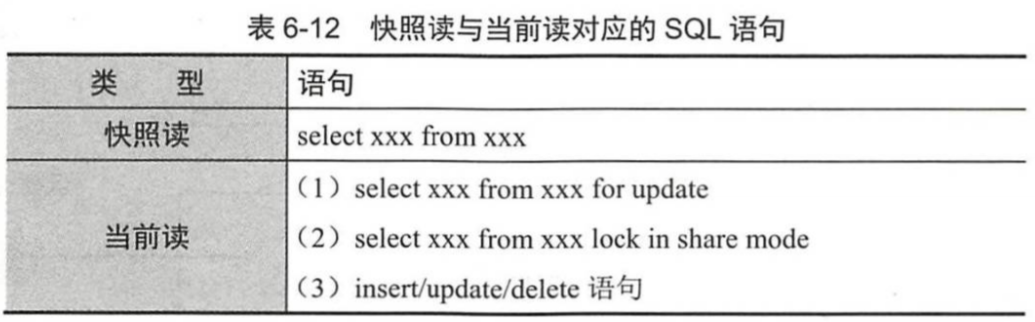 表 6-12 快照读与当前读对应的 SQL 语句
类 型 语句
快照读 select xxx from xxx
（1）select xxx from xxx for update
当前读 （2）select xxx from xxx lock in share mode
（3）insert/update/delete 语句